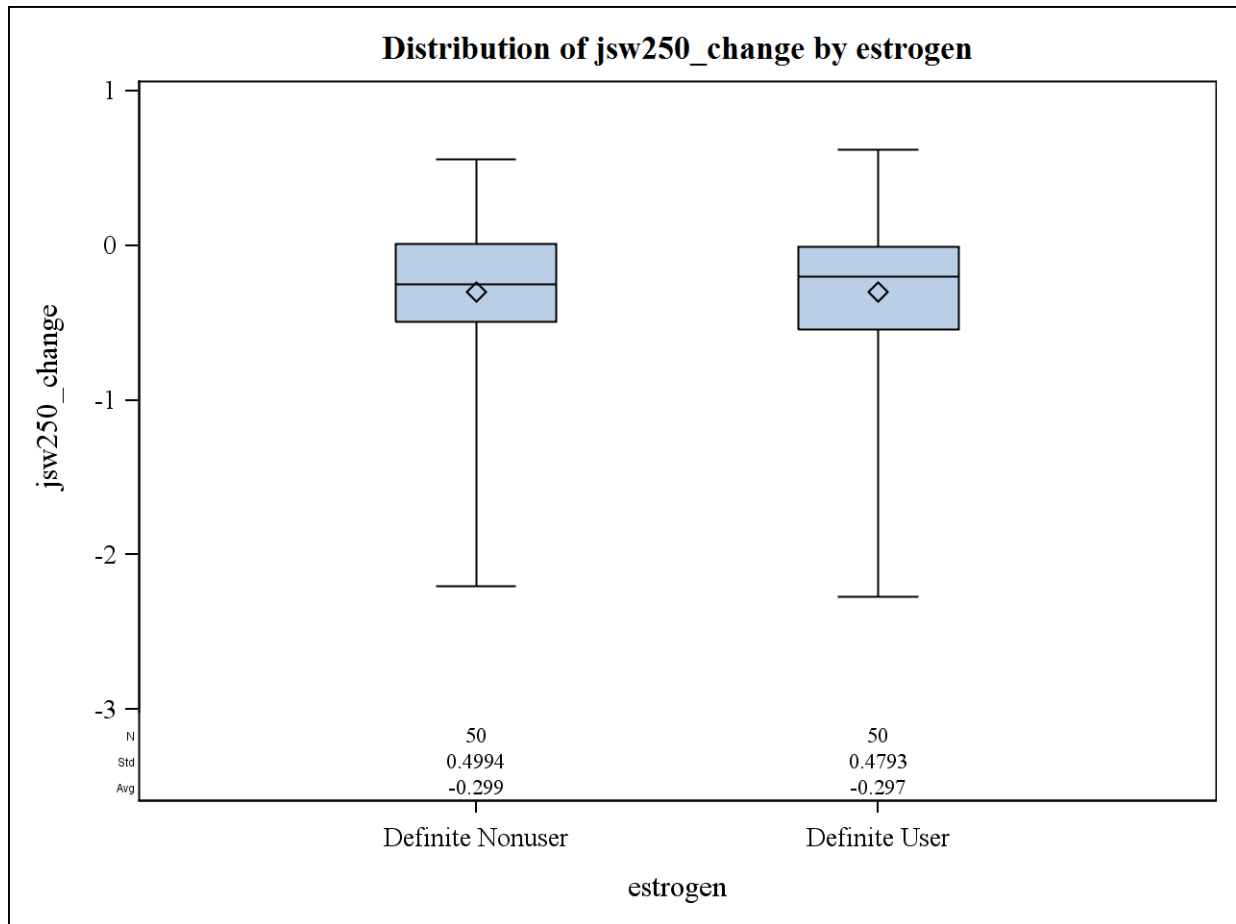 Distribution of jsw250_change by estrogen
1
0
-1
-2
-3
jsw250_change
N 50 50
Std 0.4994 0.4793
Avg -0.299 -0.297
Definite Nonuser Definite User
estrogen